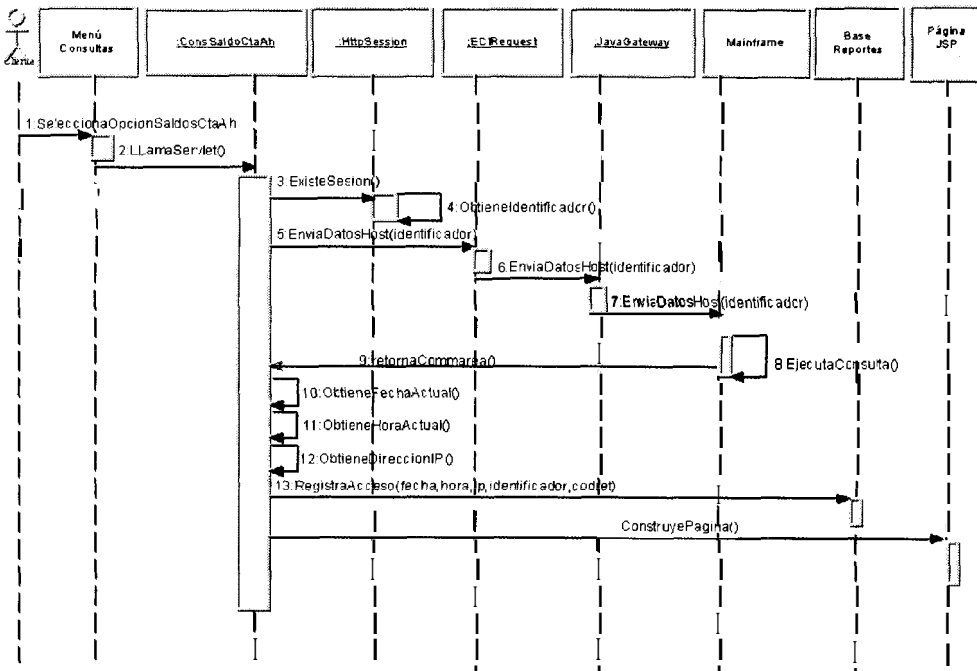 Menú
Consultas
:ConsSaldoCtaAh
:HttpSession
:ECIRequest
:JavaGateway
Mainframe
Base
Reportes
Página
JSP
1:SeleccionaOpcionSaldosCtaAh
2:LLamaServlet()
3:ExisteSesion()
4:ObtieneIdentificador()
5:EnviaDatosHost(identificador)
6:EnviaDatosHost(identificador)
7:EnviaDatosHost(identificador)
8:EjecutaConsulta()
9:retornaCommarea()
10:ObtieneFechaActual()
11:ObtieneHoraActual()
12:ObtieneDireccionIP()
13:RegistraAcceso(fecha,hora,ip,identificador,codret)
ConstruyePagina()